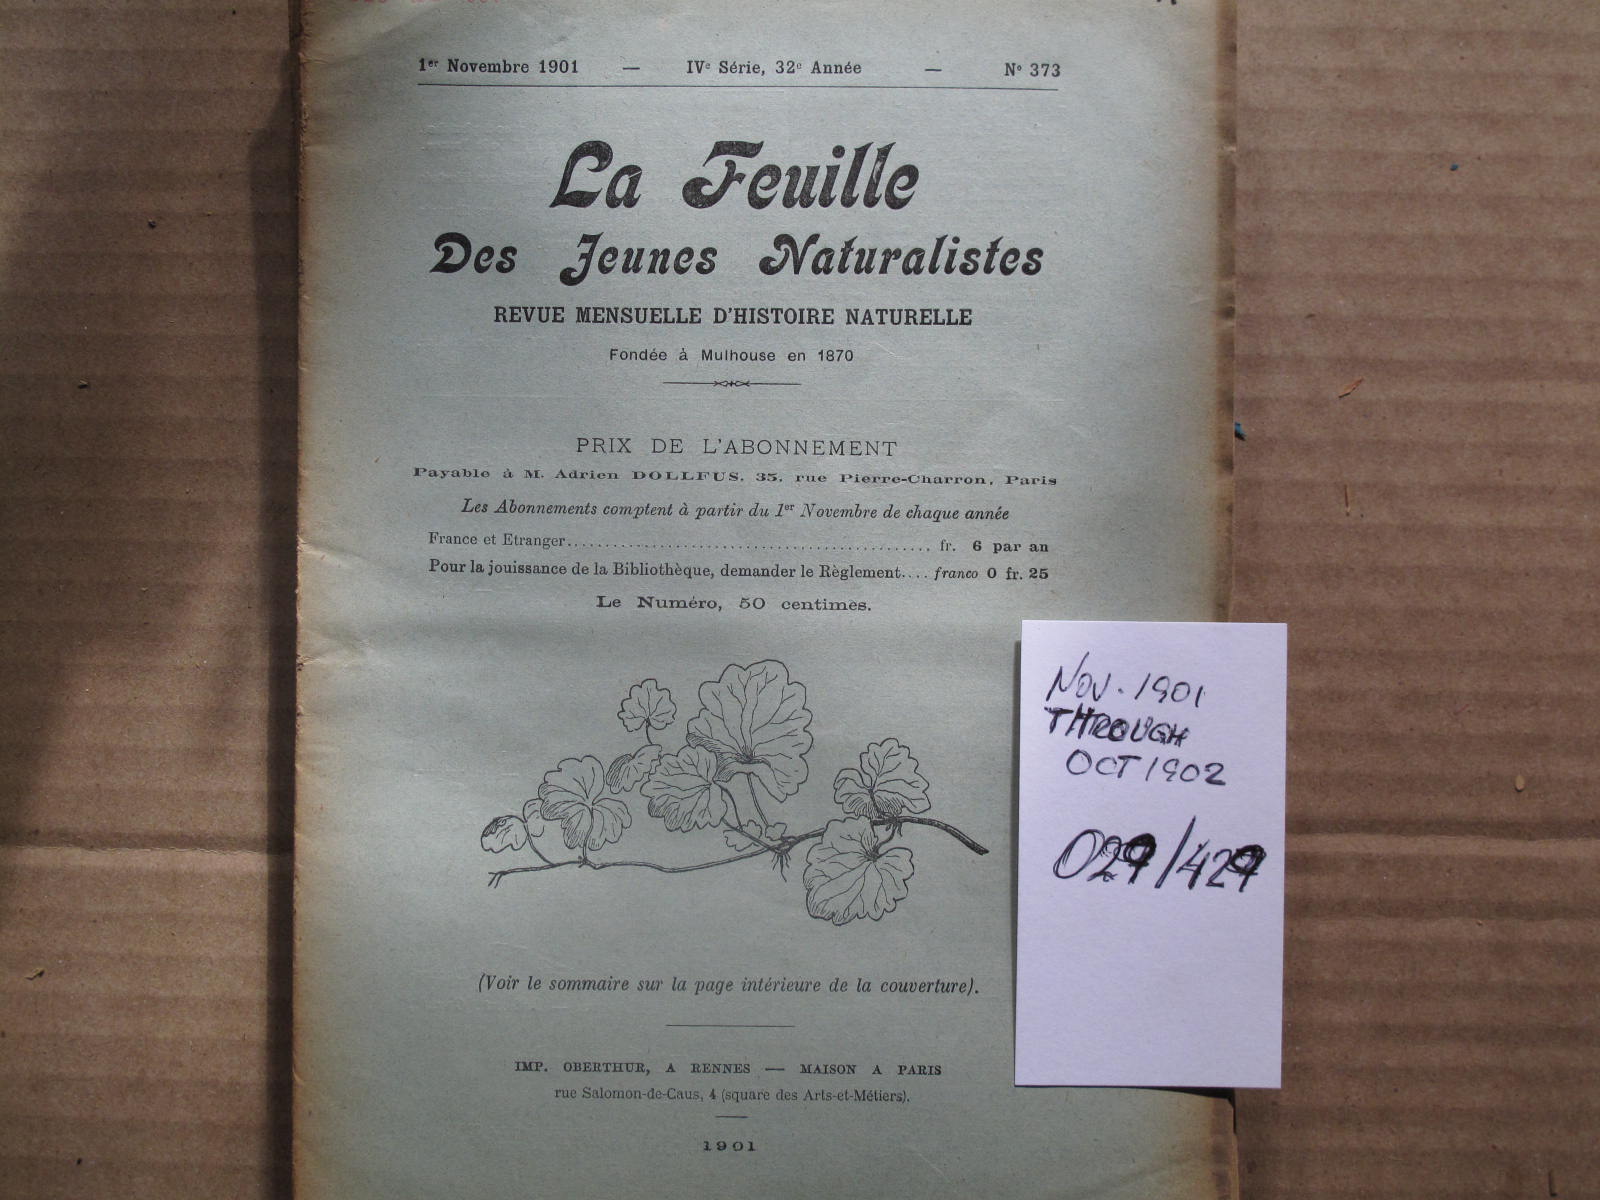 1er Novembre 1901 — IVe Série, 32e Année — No 373
La Feuille
Des Jeunes Naturalistes
REVUE MENSUELLE D'HISTOIRE NATURELLE
Fondée à Mulhouse en 1870
PRIX DE L'ABONNEMENT
Payable à M. Adrien DOLLFUS, 35, rue Pierre-Charron, Paris
Les Abonnements comptent à partir du 1er Novembre de chaque année
France et Etranger................................................ fr. 6 par an
Pour la jouissance de la Bibliothèque, demander le Règlement.... franco 0 fr. 25
Le Numéro, 50 centimes.
(Voir le sommaire sur la page intérieure de la couverture).
IMP. OBERTHUR, A RENNES — MAISON A PARIS
rue Salomon-de-Caus, 4 (square des Arts-et-Métiers).
1901
NOV. 1901
THROUGH
OCT 1902
029/429